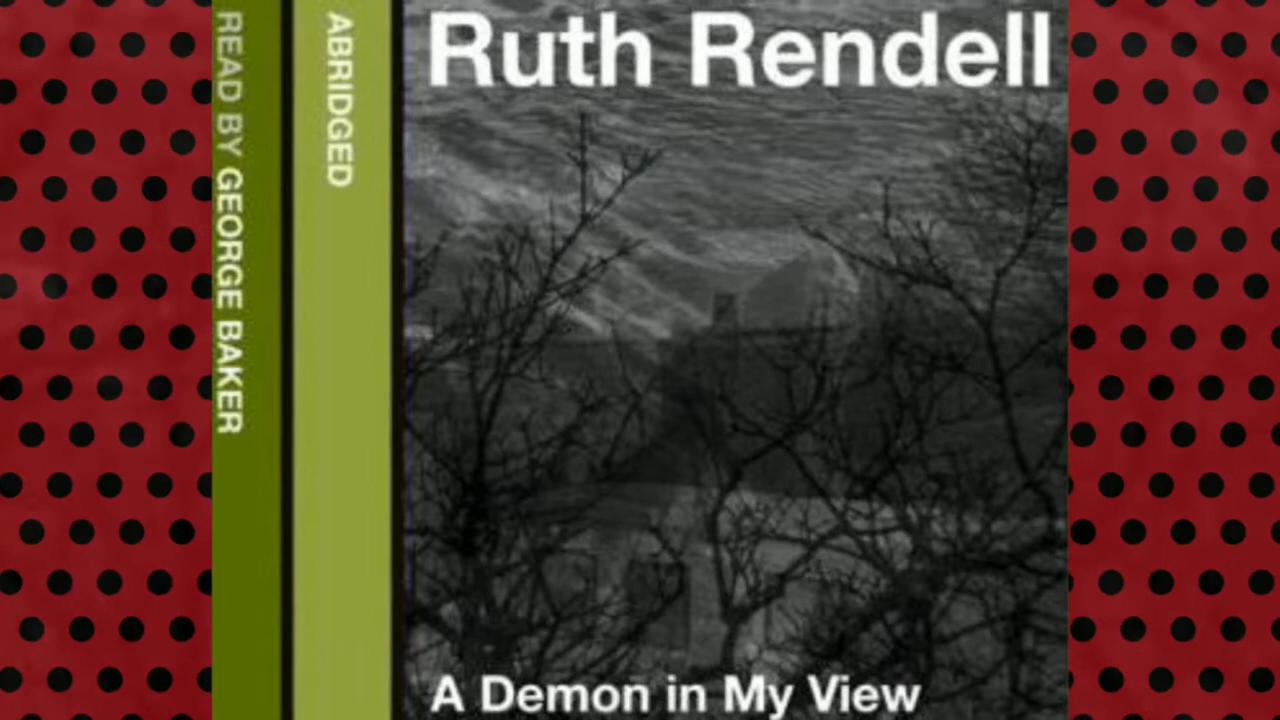 READ BY GEORGE BAKER
ABRIDGED
Ruth Rendell
A Demon in My View